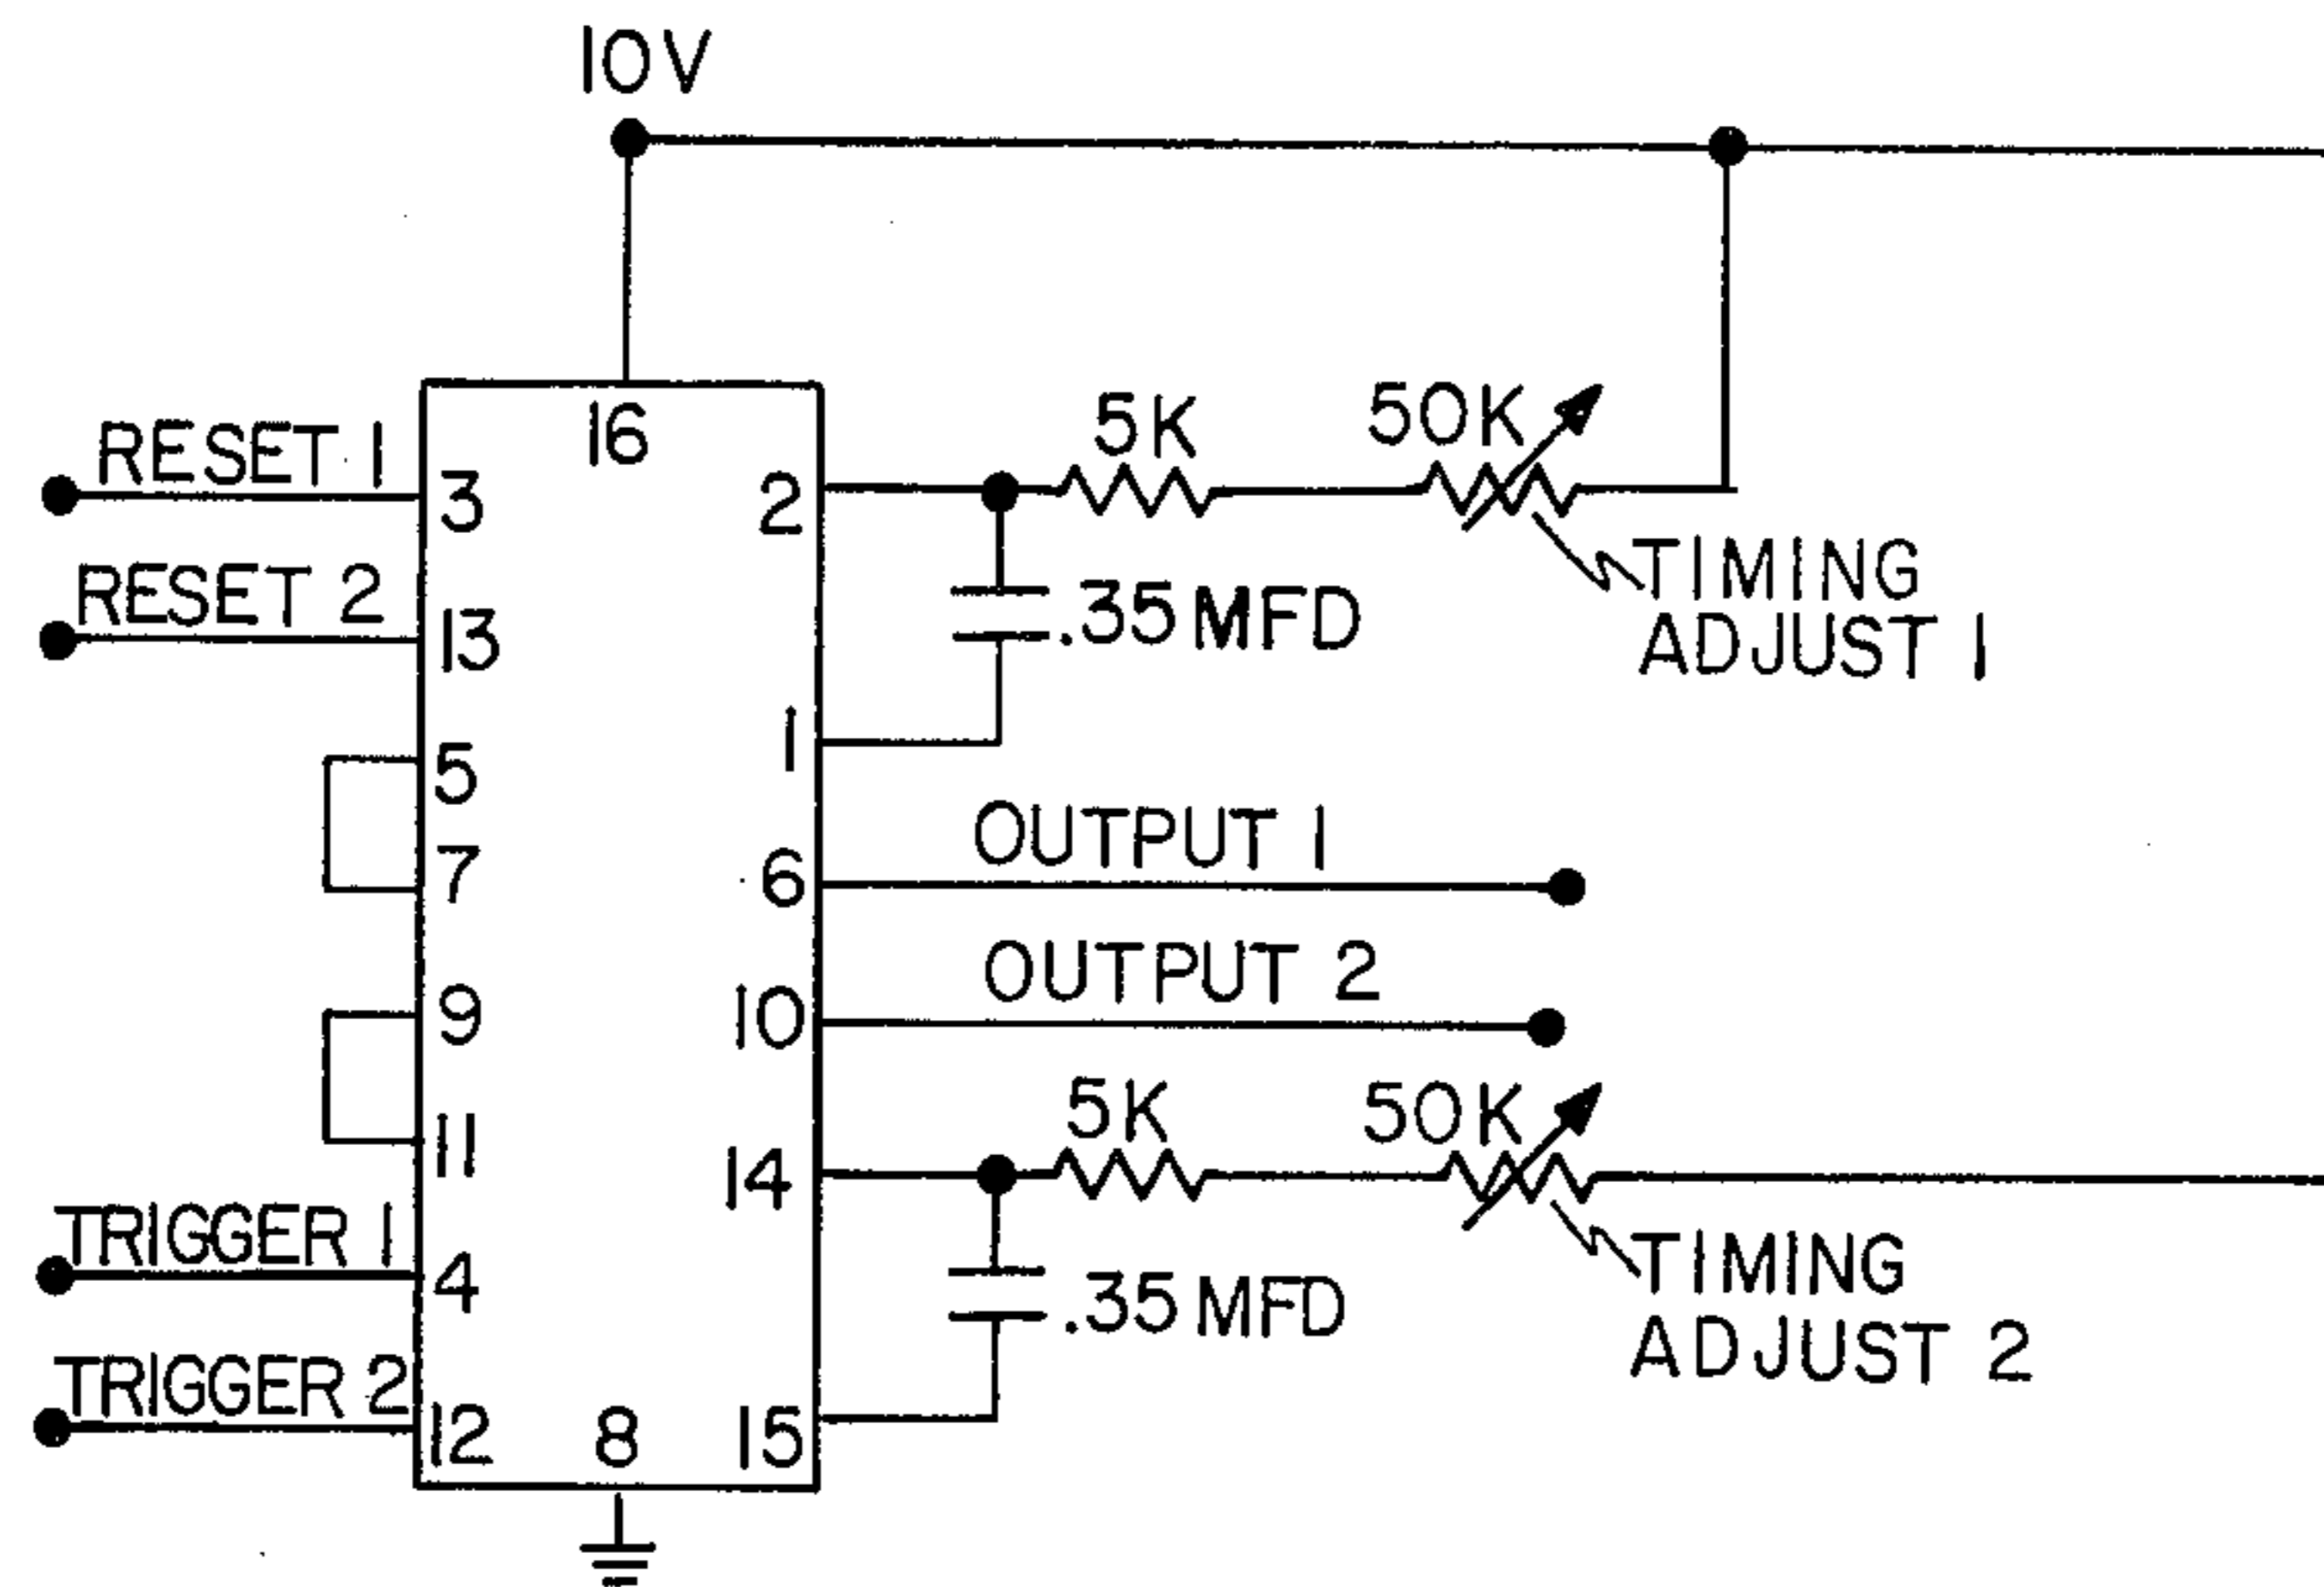 10V
16
RESET 1
3
RESET 2
13
5
7
9
11
TRIGGER 1
4
TRIGGER 2
12
8
2
5K
50K
TIMING
ADJUST 1
.35 MFD
1
OUTPUT 1
6
OUTPUT 2
10
14
5K
50K
TIMING
ADJUST 2
.35 MFD
15